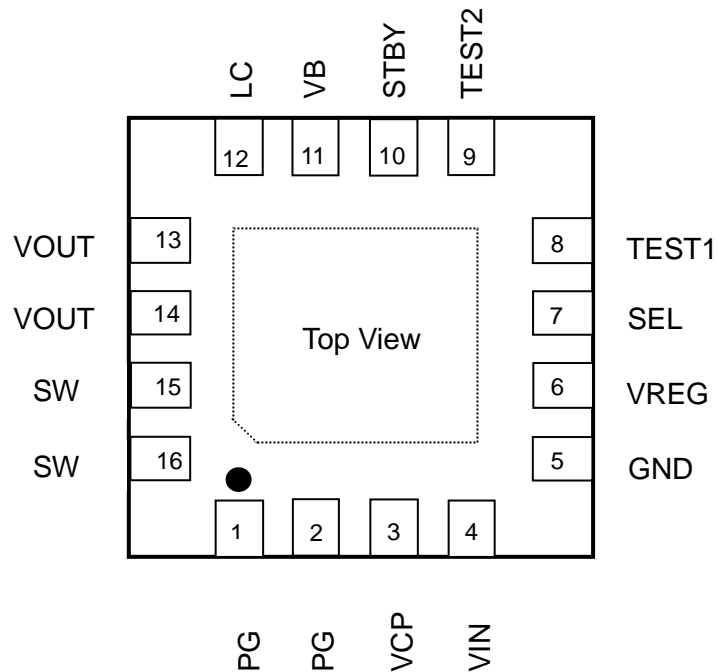 LC
VB
STBY
TEST2
12
11
10
9
VOUT
13
8
TEST1
VOUT
14
Top View
7
SEL
SW
15
6
VREG
SW
16
5
GND
1
2
3
4
PG
PG
VCP
VIN